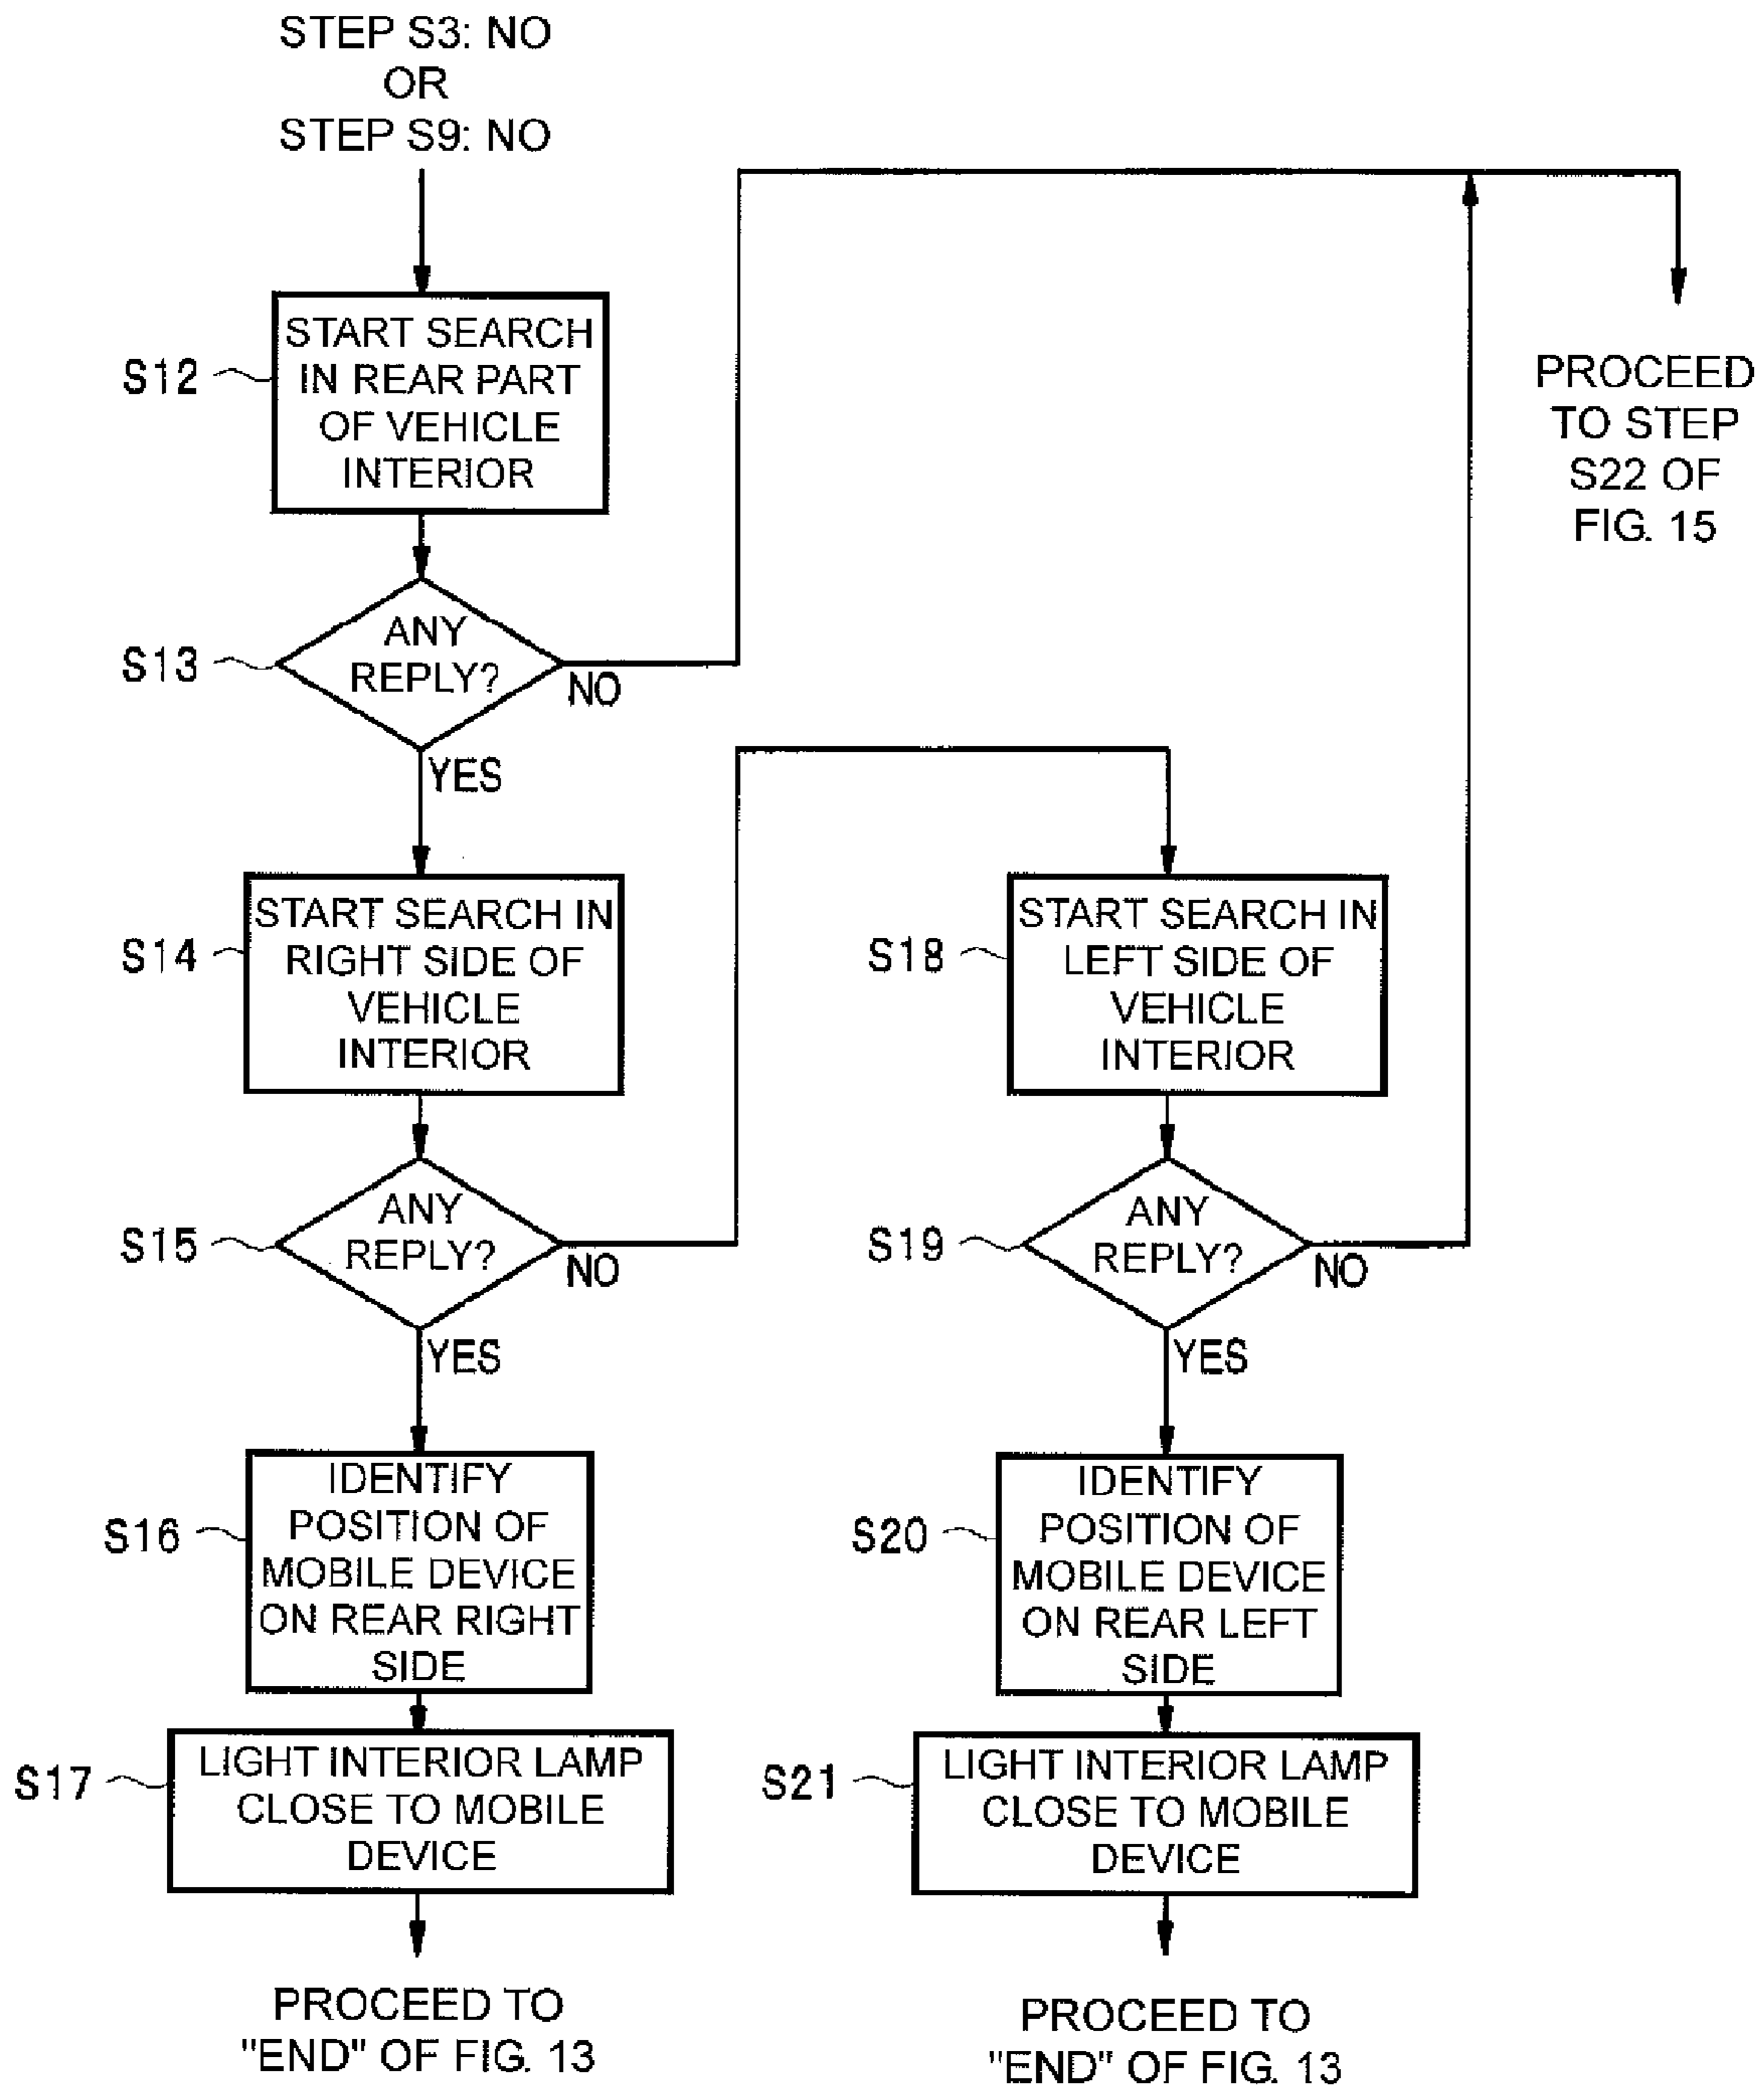 STEP S3: NO
OR
STEP S9: NO
S12
START SEARCH
IN REAR PART
OF VEHICLE
INTERIOR
PROCEED
TO STEP
S22 OF
FIG. 15
S13
ANY
REPLY?
NO
YES
S14
START SEARCH IN
RIGHT SIDE OF
VEHICLE
INTERIOR
S18
START SEARCH IN
LEFT SIDE OF
VEHICLE
INTERIOR
S15
ANY
REPLY?
NO
YES
S19
ANY
REPLY?
NO
YES
S16
IDENTIFY
POSITION OF
MOBILE DEVICE
ON REAR RIGHT
SIDE
S20
IDENTIFY
POSITION OF
MOBILE DEVICE
ON REAR LEFT
SIDE
S17
LIGHT INTERIOR LAMP
CLOSE TO MOBILE
DEVICE
S21
LIGHT INTERIOR LAMP
CLOSE TO MOBILE
DEVICE
PROCEED TO
"END" OF FIG. 13
PROCEED TO
"END" OF FIG. 13